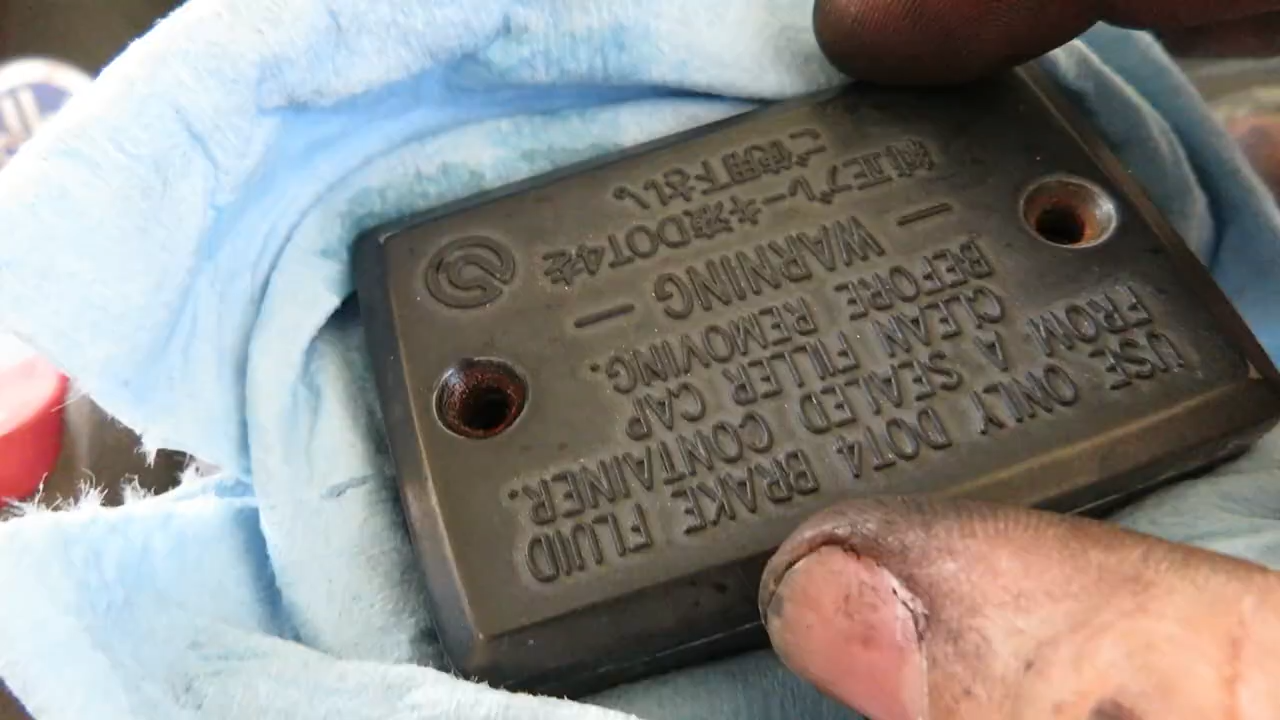 USE ONLY DOT4 BRAKE FLUID
FROM A SEALED CONTAINER.
CLEAN FILLER CAP
BEFORE REMOVING.
— WARNING —
純正ブレーキ液DOT4を
ご使用下さい